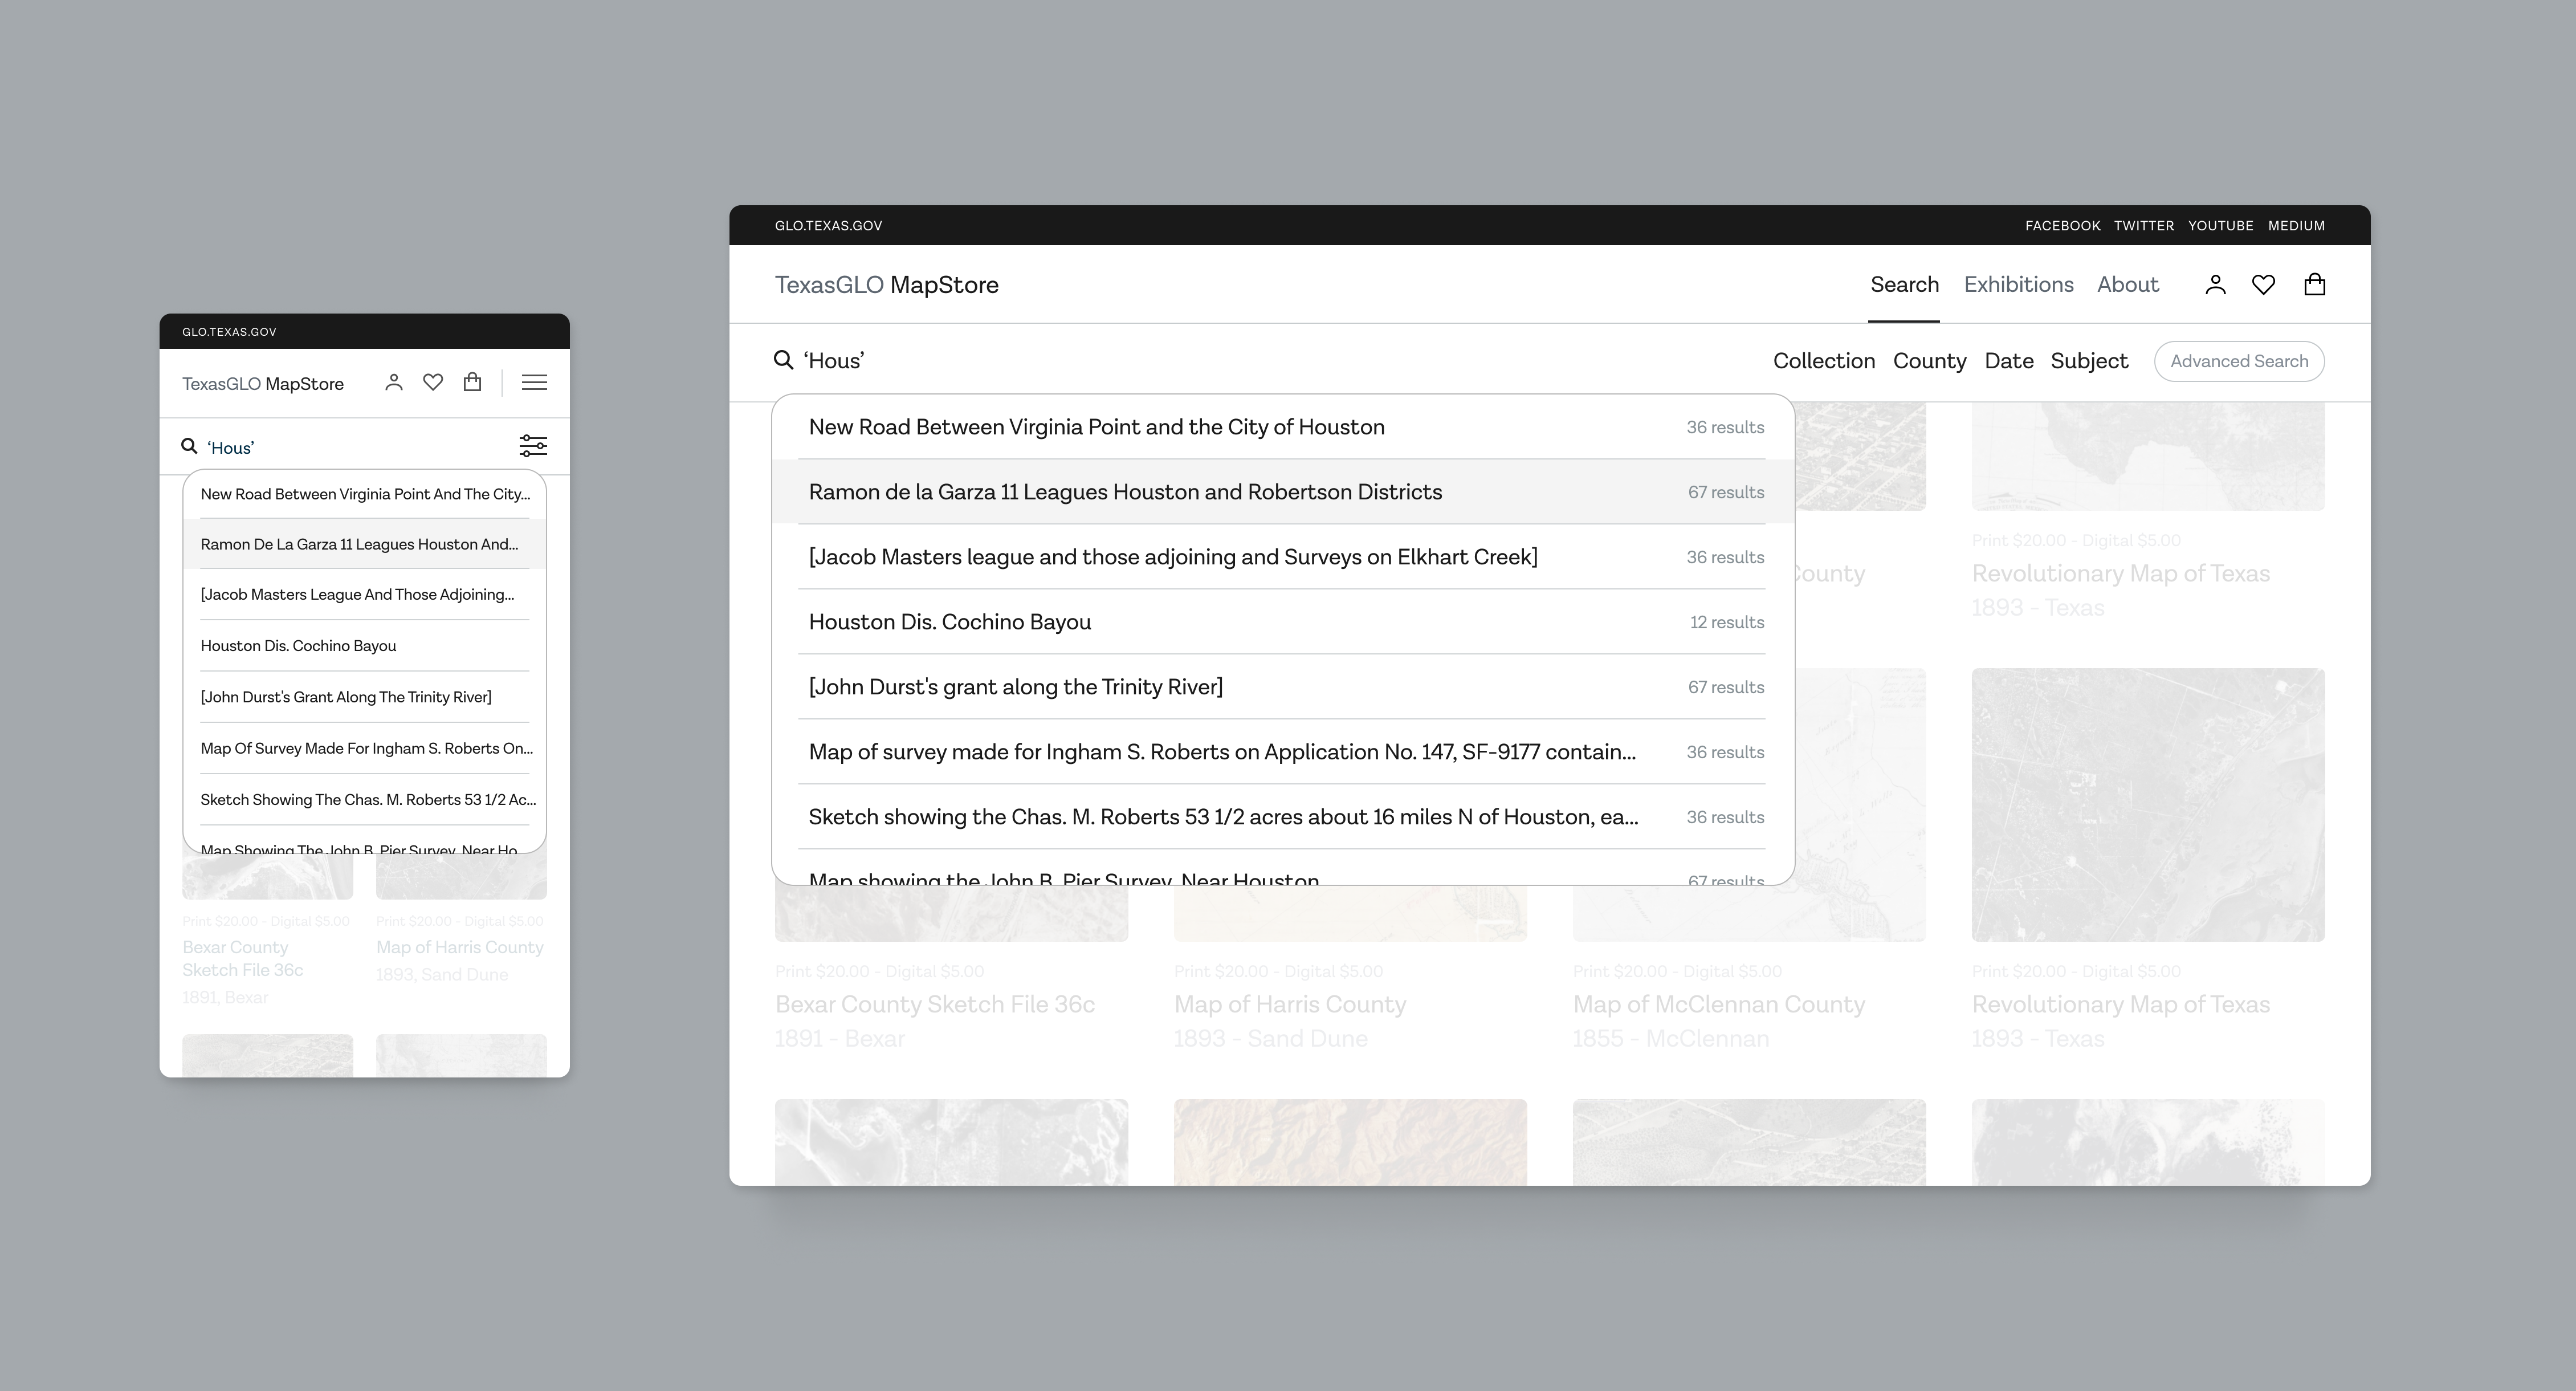 GLO.TEXAS.GOV
TexasGLO MapStore
‘Hous’
New Road Between Virginia Point And The City...
Ramon De La Garza 11 Leagues Houston And...
[Jacob Masters League And Those Adjoining...
Houston Dis. Cochino Bayou
[John Durst's Grant Along The Trinity River]
Map Of Survey Made For Ingham S. Roberts On...
Sketch Showing The Chas. M. Roberts 53 1/2 Ac...
Map Showing The John B. Pier Survey, Near Ho...
Print $20.00 - Digital $5.00
Bexar County
Sketch File 36c
1891, Bexar
Print $20.00 - Digital $5.00
Map of Harris County
1893, Sand Dune
GLO.TEXAS.GOV
FACEBOOK TWITTER YOUTUBE MEDIUM
TexasGLO MapStore
Search Exhibitions About
‘Hous’
Collection County Date Subject Advanced Search
New Road Between Virginia Point and the City of Houston 36 results
Ramon de la Garza 11 Leagues Houston and Robertson Districts 67 results
[Jacob Masters league and those adjoining and Surveys on Elkhart Creek] 36 results
Houston Dis. Cochino Bayou 12 results
[John Durst's grant along the Trinity River] 67 results
Map of survey made for Ingham S. Roberts on Application No. 147, SF-9177 contain... 36 results
Sketch showing the Chas. M. Roberts 53 1/2 acres about 16 miles N of Houston, ea... 36 results
Map showing the John B. Pier Survey, Near Houston 67 results
County
Print $20.00 - Digital $5.00
Revolutionary Map of Texas
1893 - Texas
Print $20.00 - Digital $5.00
Bexar County Sketch File 36c
1891 - Bexar
Print $20.00 - Digital $5.00
Map of Harris County
1893 - Sand Dune
Print $20.00 - Digital $5.00
Map of McClennan County
1855 - McClennan
Print $20.00 - Digital $5.00
Revolutionary Map of Texas
1893 - Texas